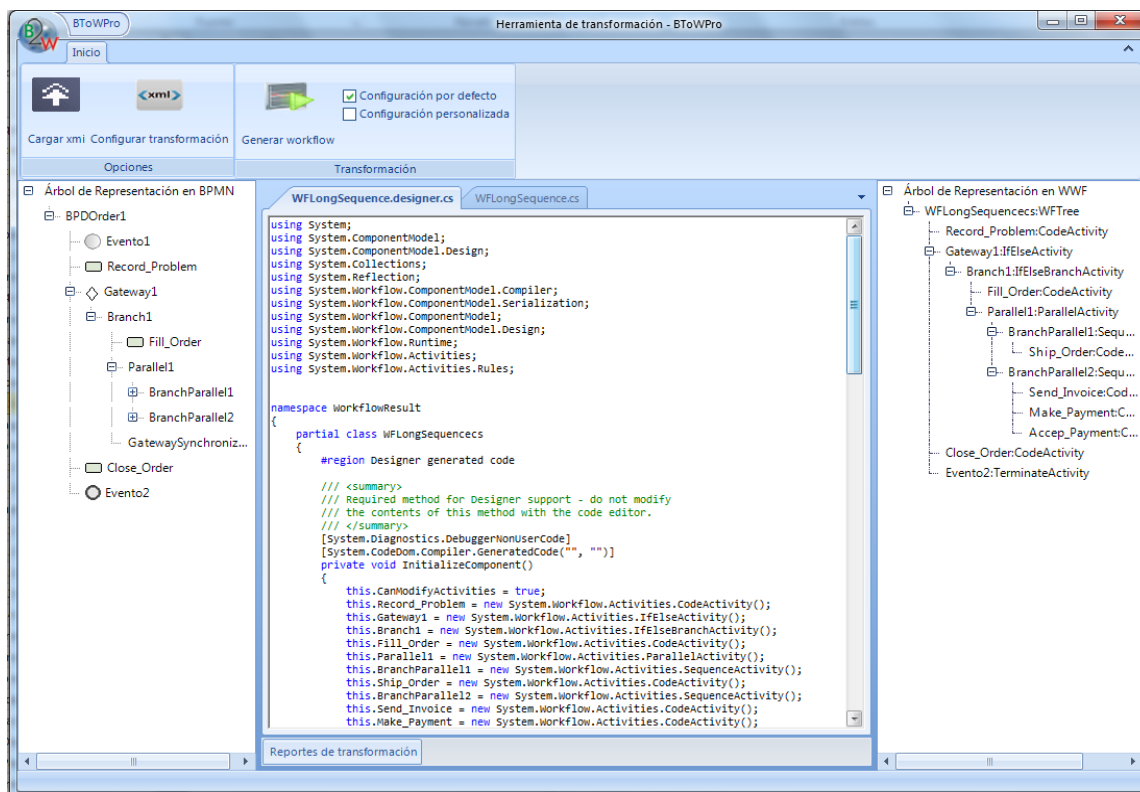 BToWPro
Herramienta de transformación - BToWPro
B2W
Inicio
<xml>
Configuración por defecto
Configuración personalizada
Cargar xmi
Configurar transformación
Generar workflow
Opciones
Transformación
Árbol de Representación en BPMN
BPDOrder1
Evento1
Record_Problem
Gateway1
Branch1
Fill_Order
Parallel1
BranchParallel1
BranchParallel2
GatewaySynchroniz...
Close_Order
Evento2
WFLongSequence.designer.cs
WFLongSequence.cs
using System;
using System.ComponentModel;
using System.ComponentModel.Design;
using System.Collections;
using System.Reflection;
using System.Workflow.ComponentModel.Compiler;
using System.Workflow.ComponentModel.Serialization;
using System.Workflow.ComponentModel;
using System.Workflow.ComponentModel.Design;
using System.Workflow.Runtime;
using System.Workflow.Activities;
using System.Workflow.Activities.Rules;
namespace WorkflowResult
{
partial class WFLongSequencecs
{
#region Designer generated code
/// <summary>
/// Required method for Designer support - do not modify
/// the contents of this method with the code editor.
/// </summary>
[System.Diagnostics.DebuggerNonUserCode]
[System.CodeDom.Compiler.GeneratedCode("", "")]
private void InitializeComponent()
{
this.CanModifyActivities = true;
this.Record_Problem = new System.Workflow.Activities.CodeActivity();
this.Gateway1 = new System.Workflow.Activities.IfElseActivity();
this.Branch1 = new System.Workflow.Activities.IfElseBranchActivity();
this.Fill_Order = new System.Workflow.Activities.CodeActivity();
this.Parallel1 = new System.Workflow.Activities.ParallelActivity();
this.BranchParallel1 = new System.Workflow.Activities.SequenceActivity();
this.Ship_Order = new System.Workflow.Activities.CodeActivity();
this.BranchParallel2 = new System.Workflow.Activities.SequenceActivity();
this.Send_Invoice = new System.Workflow.Activities.CodeActivity();
this.Make_Payment = new System.Workflow.Activities.CodeActivity();
Reportes de transformación
Árbol de Representación en WWF
WFLongSequencecs:WFTree
Record_Problem:CodeActivity
Gateway1:IfElseActivity
Branch1:IfElseBranchActivity
Fill_Order:CodeActivity
Parallel1:ParallelActivity
BranchParallel1:Sequ...
Ship_Order:Code...
BranchParallel2:Sequ...
Send_Invoice:Cod...
Make_Payment:C...
Accep_Payment:C...
Close_Order:CodeActivity
Evento2:TerminateActivity